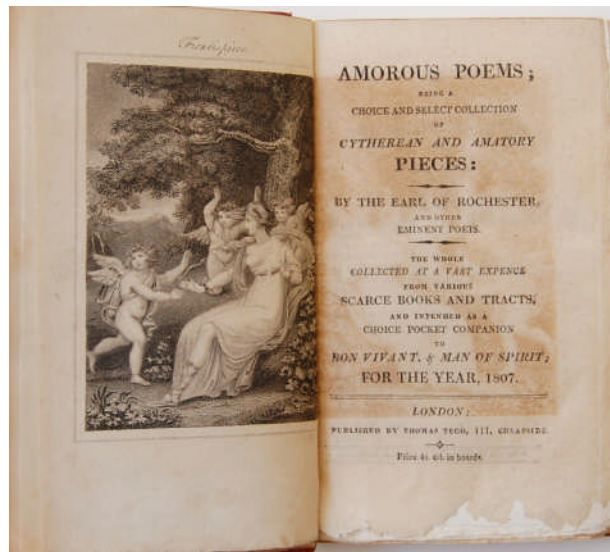 Frontispiece
AMOROUS POEMS;
BEING A
CHOICE AND SELECT COLLECTION
OF
CYTHEREAN AND AMATORY
PIECES:
BY THE EARL OF ROCHESTER,
AND OTHER
EMINENT POETS.
THE WHOLE
COLLECTED AT A VAST EXPENCE
FROM VARIOUS
SCARCE BOOKS AND TRACTS,
AND INTENDED AS A
CHOICE POCKET COMPANION
TO
BON VIVANT, & MAN OF SPIRIT;
FOR THE YEAR, 1807.
LONDON:
PUBLISHED BY THOMAS TEGG, 111, CHEAPSIDE.
Price 4s. 6d. in boards.